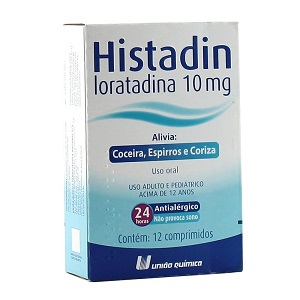 Histadin
loratadina 10 mg
Alivia:
Coceira, Espirros e Coriza
Uso oral
USO ADULTO E PEDIÁTRICO
ACIMA DE 12 ANOS
24 horas
Antialérgico
Não provoca sono
Contém: 12 comprimidos
união química